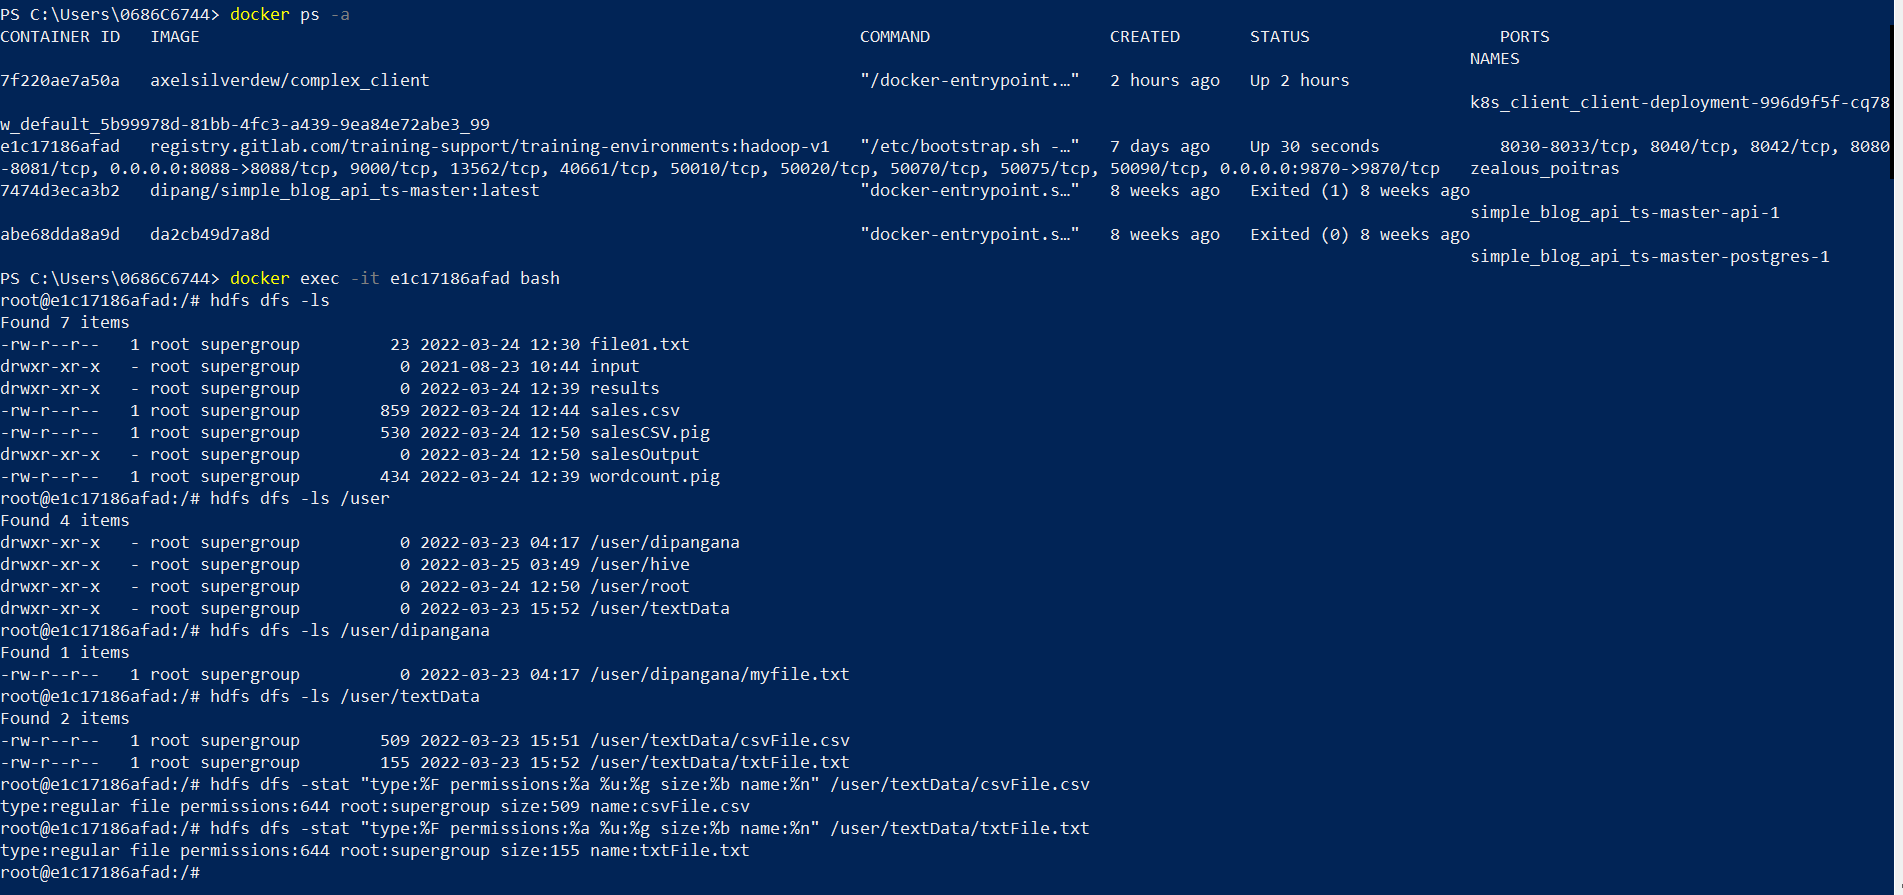 PS C:\Users\0686C6744> docker ps -a
CONTAINER ID   IMAGE                                                                  COMMAND                  CREATED       STATUS                   PORTS
                                                                                                                                                   NAMES
7f220ae7a50a   axelsilverdew/complex_client                                           "/docker-entrypoint.…"   2 hours ago   Up 2 hours
                                                                                                                                                   k8s_client_client-deployment-996d9f5f-cq78
w_default_5b99978d-81bb-4fc3-a439-9ea84e72abe3_99
e1c17186afad   registry.gitlab.com/training-support/training-environments:hadoop-v1   "/etc/bootstrap.sh -…"   7 days ago    Up 30 seconds            8030-8033/tcp, 8040/tcp, 8042/tcp, 8080
-8081/tcp, 0.0.0.0:8088->8088/tcp, 9000/tcp, 13562/tcp, 40661/tcp, 50010/tcp, 50020/tcp, 50070/tcp, 50075/tcp, 50090/tcp, 0.0.0.0:9870->9870/tcp   zealous_poitras
7474d3eca3b2   dipang/simple_blog_api_ts-master:latest                                "docker-entrypoint.s…"   8 weeks ago   Exited (1) 8 weeks ago
                                                                                                                                                   simple_blog_api_ts-master-api-1
abe68dda8a9d   da2cb49d7a8d                                                           "docker-entrypoint.s…"   8 weeks ago   Exited (0) 8 weeks ago
                                                                                                                                                   simple_blog_api_ts-master-postgres-1
PS C:\Users\0686C6744> docker exec -it e1c17186afad bash
root@e1c17186afad:/# hdfs dfs -ls
Found 7 items
-rw-r--r--   1 root supergroup         23 2022-03-24 12:30 file01.txt
drwxr-xr-x   - root supergroup          0 2021-08-23 10:44 input
drwxr-xr-x   - root supergroup          0 2022-03-24 12:39 results
-rw-r--r--   1 root supergroup        859 2022-03-24 12:44 sales.csv
-rw-r--r--   1 root supergroup        530 2022-03-24 12:50 salesCSV.pig
drwxr-xr-x   - root supergroup          0 2022-03-24 12:50 salesOutput
-rw-r--r--   1 root supergroup        434 2022-03-24 12:39 wordcount.pig
root@e1c17186afad:/# hdfs dfs -ls /user
Found 4 items
drwxr-xr-x   - root supergroup          0 2022-03-23 04:17 /user/dipangana
drwxr-xr-x   - root supergroup          0 2022-03-25 03:49 /user/hive
drwxr-xr-x   - root supergroup          0 2022-03-24 12:50 /user/root
drwxr-xr-x   - root supergroup          0 2022-03-23 15:52 /user/textData
root@e1c17186afad:/# hdfs dfs -ls /user/dipangana
Found 1 items
-rw-r--r--   1 root supergroup          0 2022-03-23 04:17 /user/dipangana/myfile.txt
root@e1c17186afad:/# hdfs dfs -ls /user/textData
Found 2 items
-rw-r--r--   1 root supergroup        509 2022-03-23 15:51 /user/textData/csvFile.csv
-rw-r--r--   1 root supergroup        155 2022-03-23 15:52 /user/textData/txtFile.txt
root@e1c17186afad:/# hdfs dfs -stat "type:%F permissions:%a %u:%g size:%b name:%n" /user/textData/csvFile.csv
type:regular file permissions:644 root:supergroup size:509 name:csvFile.csv
root@e1c17186afad:/# hdfs dfs -stat "type:%F permissions:%a %u:%g size:%b name:%n" /user/textData/txtFile.txt
type:regular file permissions:644 root:supergroup size:155 name:txtFile.txt
root@e1c17186afad:/#